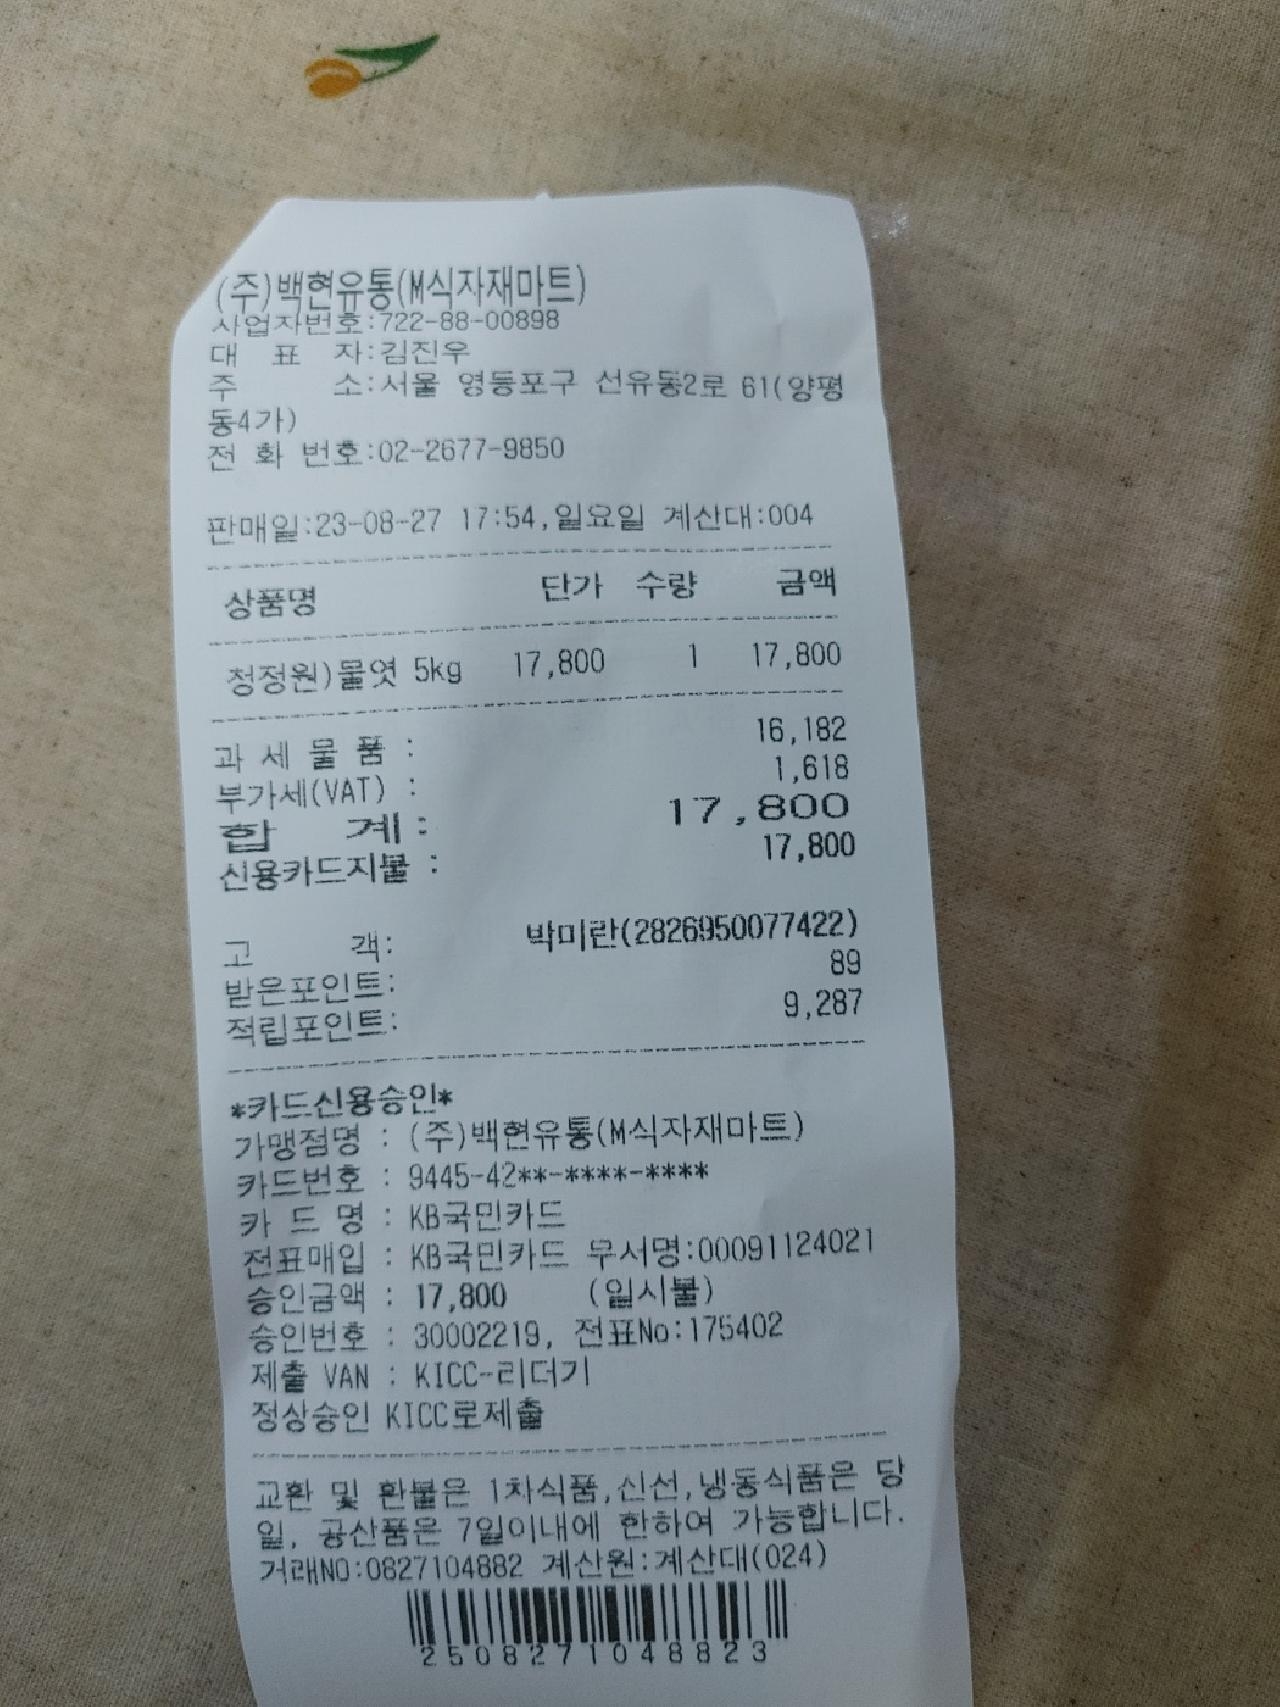 (주)백현유통(M식자재마트)
사업자번호:722-88-00898
대 표 자:김진우
주 소:서울 영등포구 선유동2로 61(양평
동4가)
전 화 번호:02-2677-9850
판매일:23-08-27 17:54,일요일 계산대:004
상품명 단가 수량 금액
청정원)물엿 5kg 17,800 1 17,800
과 세 물 품 : 16,182
부가세(VAT) : 1,618
합 계 : 17,800
신용카드지불 : 17,800
고 객: 박미란(2826950077422)
받은포인트: 89
적립포인트: 9,287
*카드신용승인*
가맹점명 : (주)백현유통(M식자재마트)
카드번호 : 9445-42**-****-****
카 드 명 : KB국민카드
전표매입 : KB국민카드 무서명:00091124021
승인금액 : 17,800 (일시불)
승인번호 : 30002219, 전표No:175402
제출 VAN : KICC-리더기
정상승인 KICC로제출
교환 및 환불은 1차식품,신선,냉동식품은 당
일, 공산품은 7일이내에 한하여 가능합니다.
거래NO:0827104882 계산원:계산대(024)
2508271048823